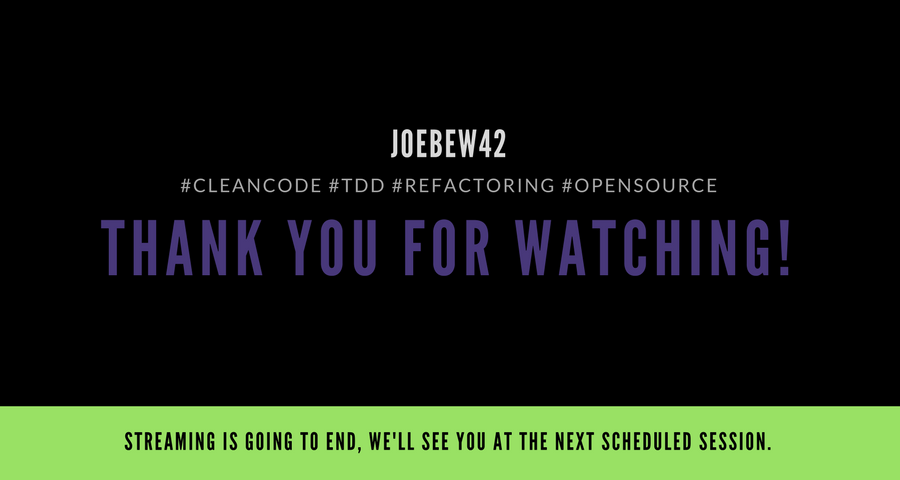 JOEBEW42
#CLEANCODE #TDD #REFACTORING #OPENSOURCE
THANK YOU FOR WATCHING!
STREAMING IS GOING TO END, WE'LL SEE YOU AT THE NEXT SCHEDULED SESSION.